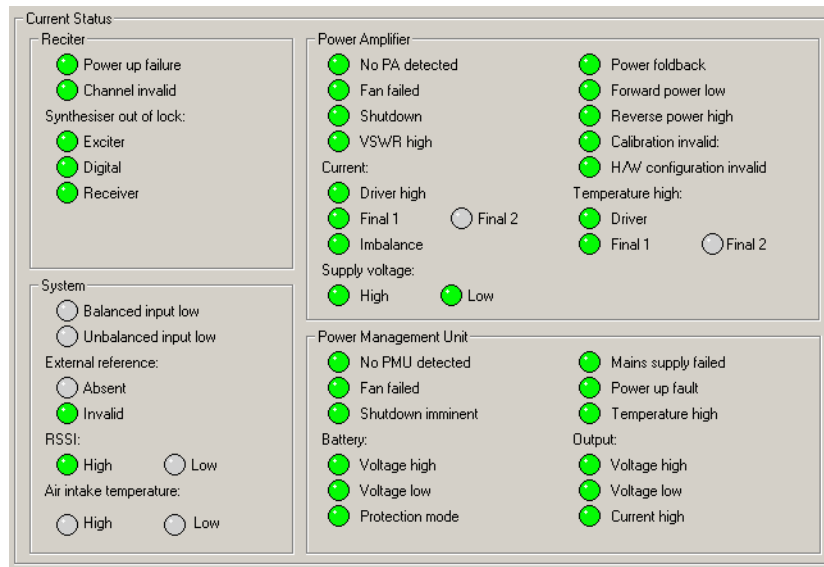 Current Status
Reciter
Power up failure
Channel invalid
Synthesiser out of lock:
Exciter
Digital
Receiver
System
Balanced input low
Unbalanced input low
External reference:
Absent
Invalid
RSSI:
High Low
Air intake temperature:
High Low
Power Amplifier
No PA detected
Fan failed
Shutdown
VSWR high
Current:
Driver high
Final 1 Final 2
Imbalance
Supply voltage:
High Low
Power foldback
Forward power low
Reverse power high
Calibration invalid:
H/W configuration invalid
Temperature high:
Driver
Final 1 Final 2
Power Management Unit
No PMU detected
Fan failed
Shutdown imminent
Battery:
Voltage high
Voltage low
Protection mode
Mains supply failed
Power up fault
Temperature high
Output:
Voltage high
Voltage low
Current high